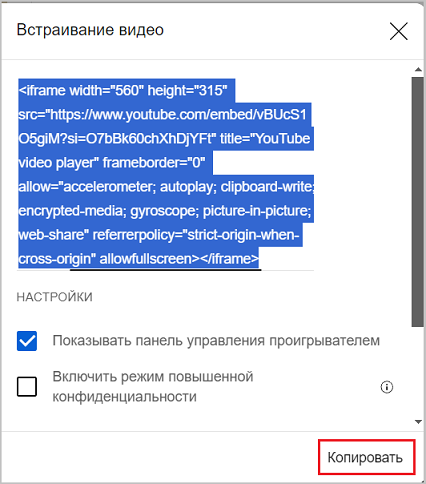 Встраивание видео
<iframe width="560" height="315"
src="https://www.youtube.com/embed/vBUcS1
O5giM?si=O7bBk60chXhDjYFt" title="YouTube
video player" frameborder="0"
allow="accelerometer; autoplay; clipboard-write;
encrypted-media; gyroscope; picture-in-picture;
web-share" referrerpolicy="strict-origin-when-
cross-origin" allowfullscreen></iframe>
НАСТРОЙКИ
Показывать панель управления проигрывателем
Включить режим повышенной
конфиденциальности
Копировать